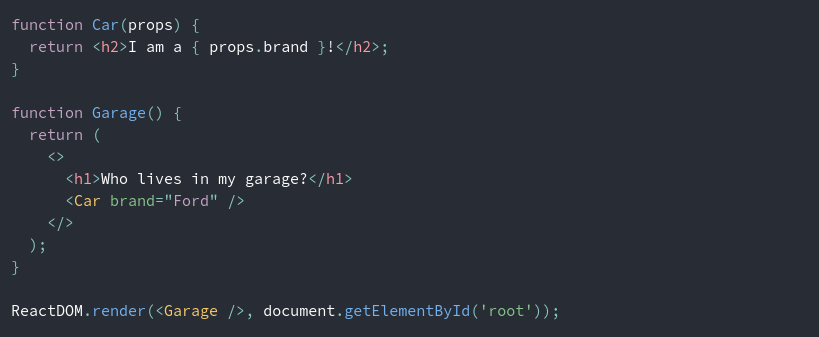 function Car(props) {
  return <h2>I am a { props.brand }!</h2>;
}

function Garage() {
  return (
    <>
      <h1>Who lives in my garage?</h1>
      <Car brand="Ford" />
    </>
  );
}

ReactDOM.render(<Garage />, document.getElementById('root'));